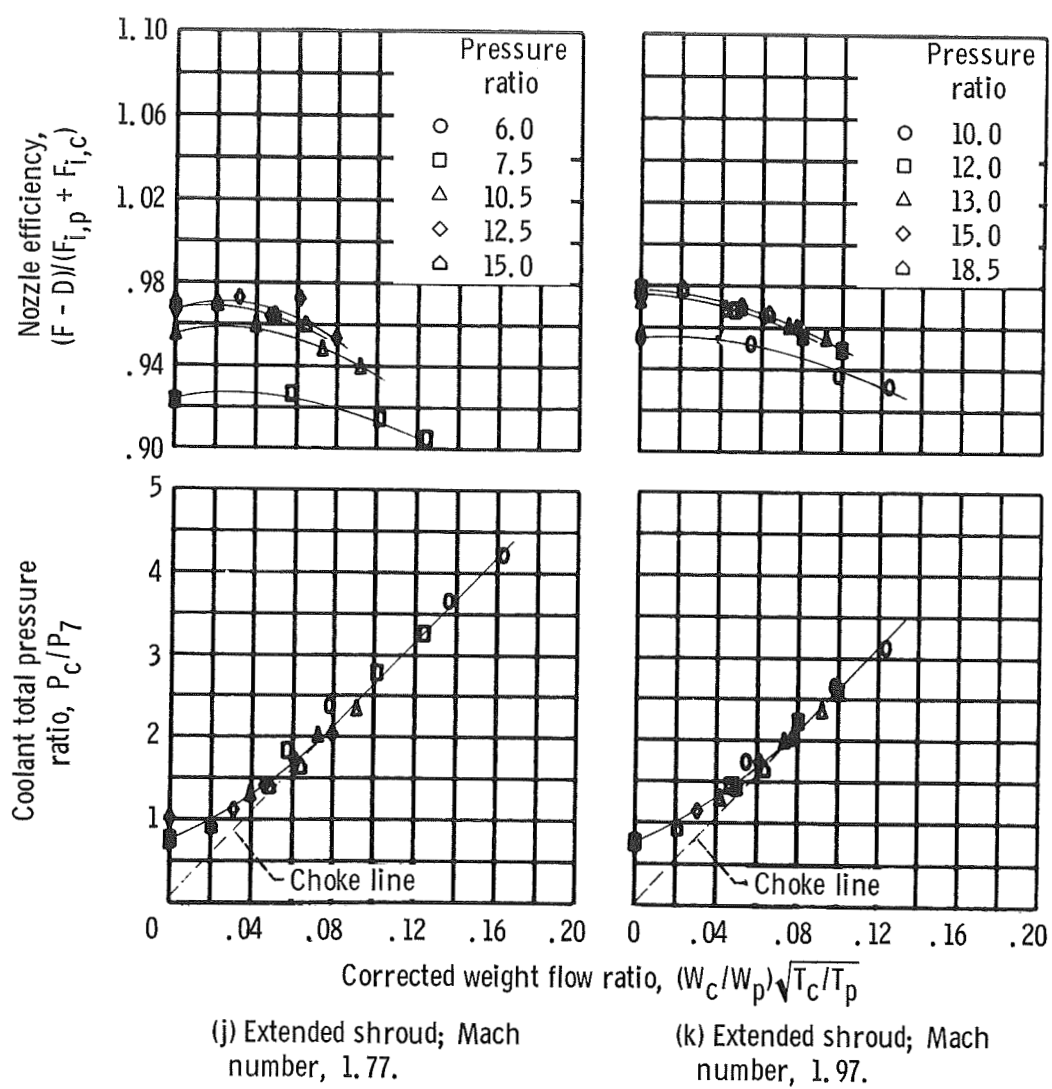 Nozzle efficiency,
(F - D)/(F_{i,p} + F_{i,c})
1.10
1.06
1.02
.98
.94
.90
Pressure
ratio
6.0
7.5
10.5
12.5
15.0
Pressure
ratio
10.0
12.0
13.0
15.0
18.5
Coolant total pressure
ratio, P_c/P_7
5
4
3
2
1
0
Choke line
.04
.08
.12
.16
.20
Choke line
0
.04
.08
.12
.16
.20
Corrected weight flow ratio, (W_c/W_p)√T_c/T_p
(j) Extended shroud; Mach
number, 1.77.
(k) Extended shroud; Mach
number, 1.97.